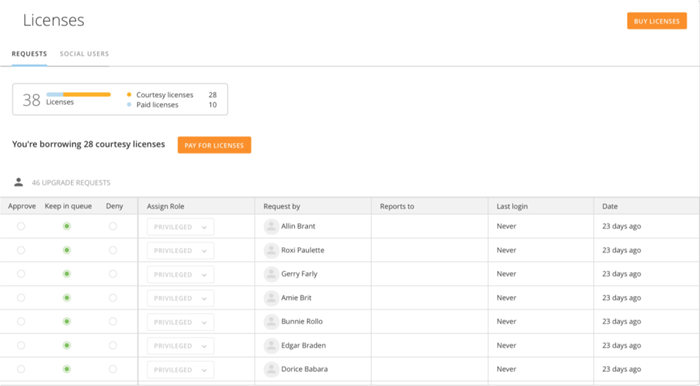 Licenses
BUY LICENSES
REQUESTS SOCIAL USERS
38 Licenses
Courtesy licenses 28
Paid licenses 10
You're borrowing 28 courtesy licenses
PAY FOR LICENSES
46 UPGRADE REQUESTS
Approve Keep in queue Deny Assign Role Request by Reports to Last login Date
PRIVILEGED Allin Brant Never 23 days ago
PRIVILEGED Roxi Paulette Never 23 days ago
PRIVILEGED Gerry Farly Never 23 days ago
PRIVILEGED Amie Brit Never 23 days ago
PRIVILEGED Bunnie Rollo Never 23 days ago
PRIVILEGED Edgar Braden Never 23 days ago
PRIVILEGED Dorice Babara Never 23 days ago